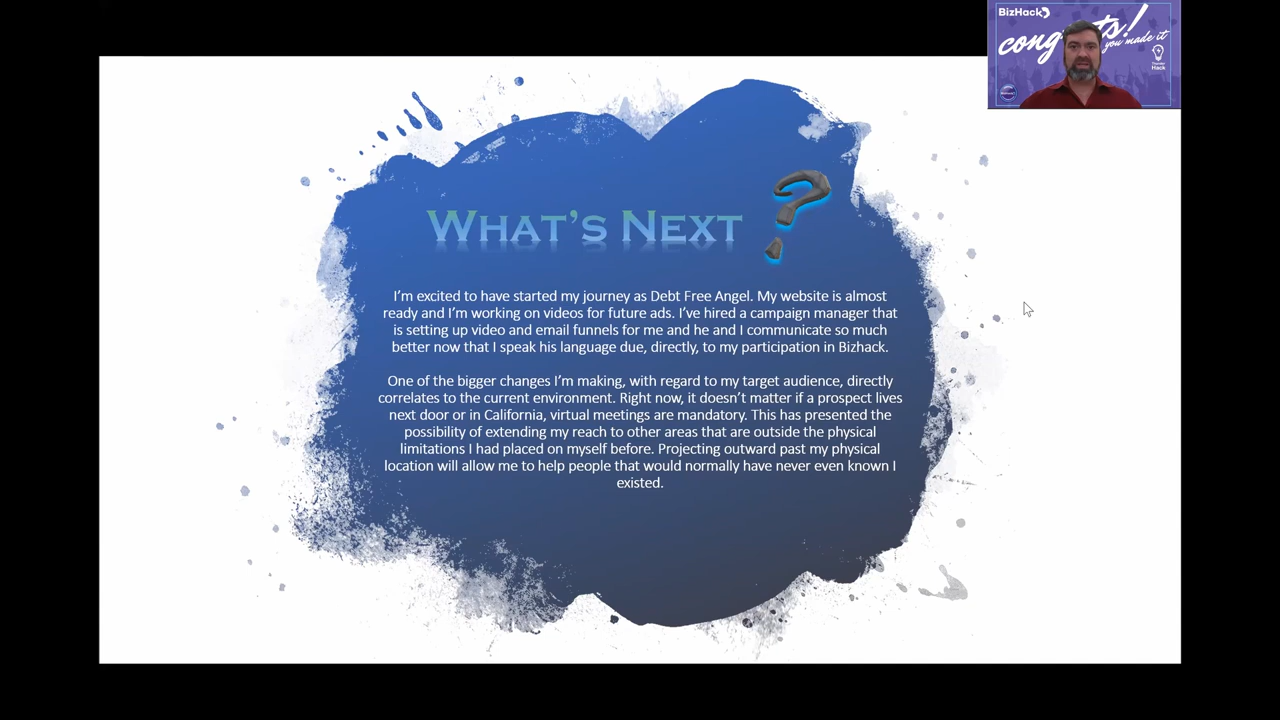 BizHack
congrats!
you made it
Thunder
Hack
WHAT'S NEXT ?
I'm excited to have started my journey as Debt Free Angel. My website is almost
ready and I'm working on videos for future ads. I've hired a campaign manager that
is setting up video and email funnels for me and he and I communicate so much
better now that I speak his language due, directly, to my participation in Bizhack.
One of the bigger changes I'm making, with regard to my target audience, directly
correlates to the current environment. Right now, it doesn't matter if a prospect lives
next door or in California, virtual meetings are mandatory. This has presented the
possibility of extending my reach to other areas that are outside the physical
limitations I had placed on myself before. Projecting outward past my physical
location will allow me to help people that would normally have never even known I
existed.